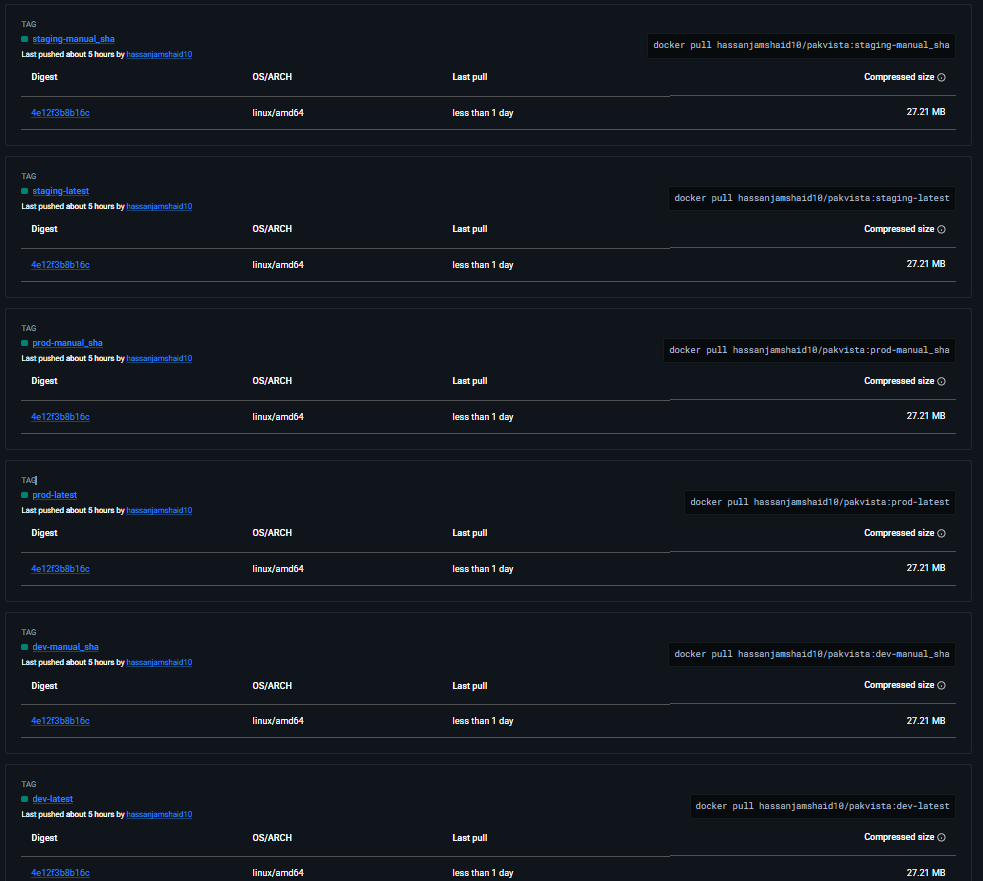 TAG
staging-manual_sha
Last pushed about 5 hours by hassanjamshaid10
docker pull hassanjamshaid10/pakvista:staging-manual_sha
Digest OS/ARCH Last pull Compressed size
4e12f3b8b16c linux/amd64 less than 1 day 27.21 MB
TAG
staging-latest
Last pushed about 5 hours by hassanjamshaid10
docker pull hassanjamshaid10/pakvista:staging-latest
Digest OS/ARCH Last pull Compressed size
4e12f3b8b16c linux/amd64 less than 1 day 27.21 MB
TAG
prod-manual_sha
Last pushed about 5 hours by hassanjamshaid10
docker pull hassanjamshaid10/pakvista:prod-manual_sha
Digest OS/ARCH Last pull Compressed size
4e12f3b8b16c linux/amd64 less than 1 day 27.21 MB
TAG
prod-latest
Last pushed about 5 hours by hassanjamshaid10
docker pull hassanjamshaid10/pakvista:prod-latest
Digest OS/ARCH Last pull Compressed size
4e12f3b8b16c linux/amd64 less than 1 day 27.21 MB
TAG
dev-manual_sha
Last pushed about 5 hours by hassanjamshaid10
docker pull hassanjamshaid10/pakvista:dev-manual_sha
Digest OS/ARCH Last pull Compressed size
4e12f3b8b16c linux/amd64 less than 1 day 27.21 MB
TAG
dev-latest
Last pushed about 5 hours by hassanjamshaid10
docker pull hassanjamshaid10/pakvista:dev-latest
Digest OS/ARCH Last pull Compressed size
4e12f3b8b16c linux/amd64 less than 1 day 27.21 MB